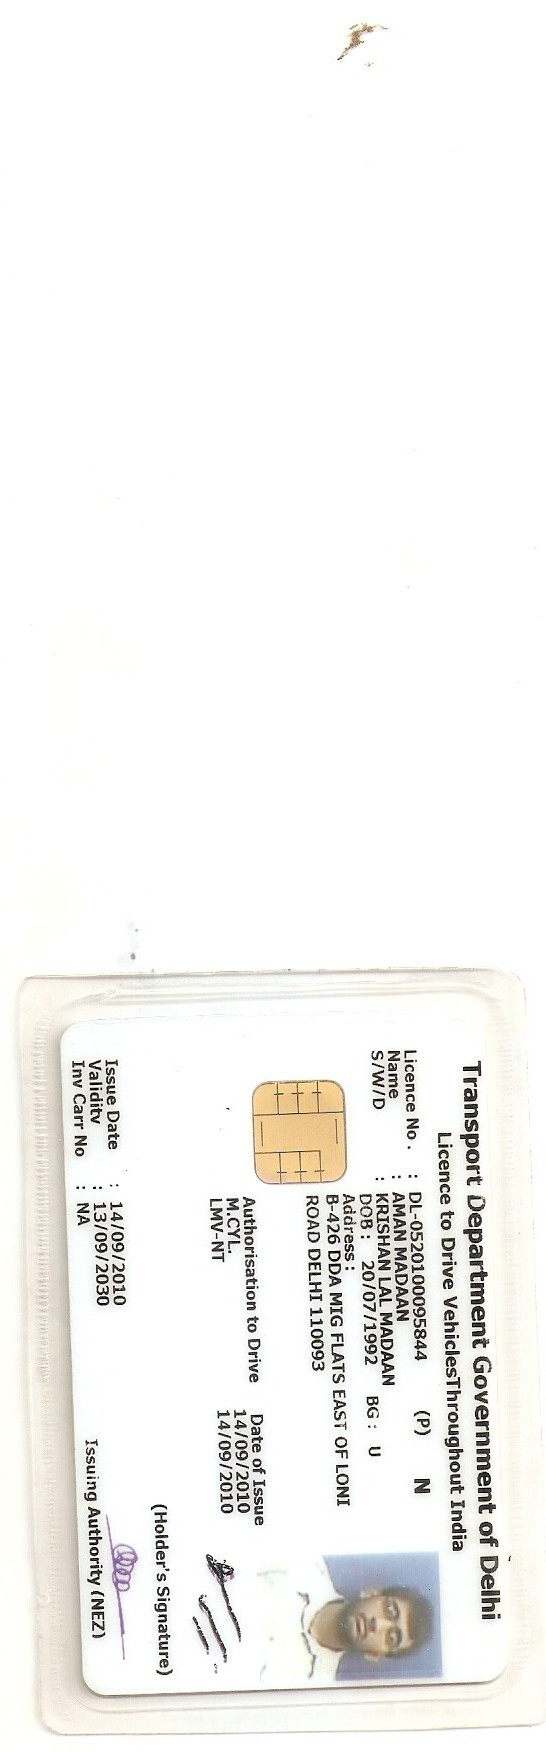 Transport Department Government of Delhi
Licence to Drive VehiclesThroughout India
Licence No. : DL-0520100095844 (P) N
Name : AMAN MADAAN
S/W/D : KRISHAN LAL MADAAN
DOB : 20/07/1992 BG : U
Address :
B-426 DDA MIG FLATS EAST OF LONI
ROAD DELHI 110093
Authorisation to Drive Date of Issue
M.CYL. 14/09/2010
LMV-NT 14/09/2010
(Holder's Signature)
Issue Date : 14/09/2010
Validity : 13/09/2030
Inv Carr No : NA
Issuing Authority (NEZ)